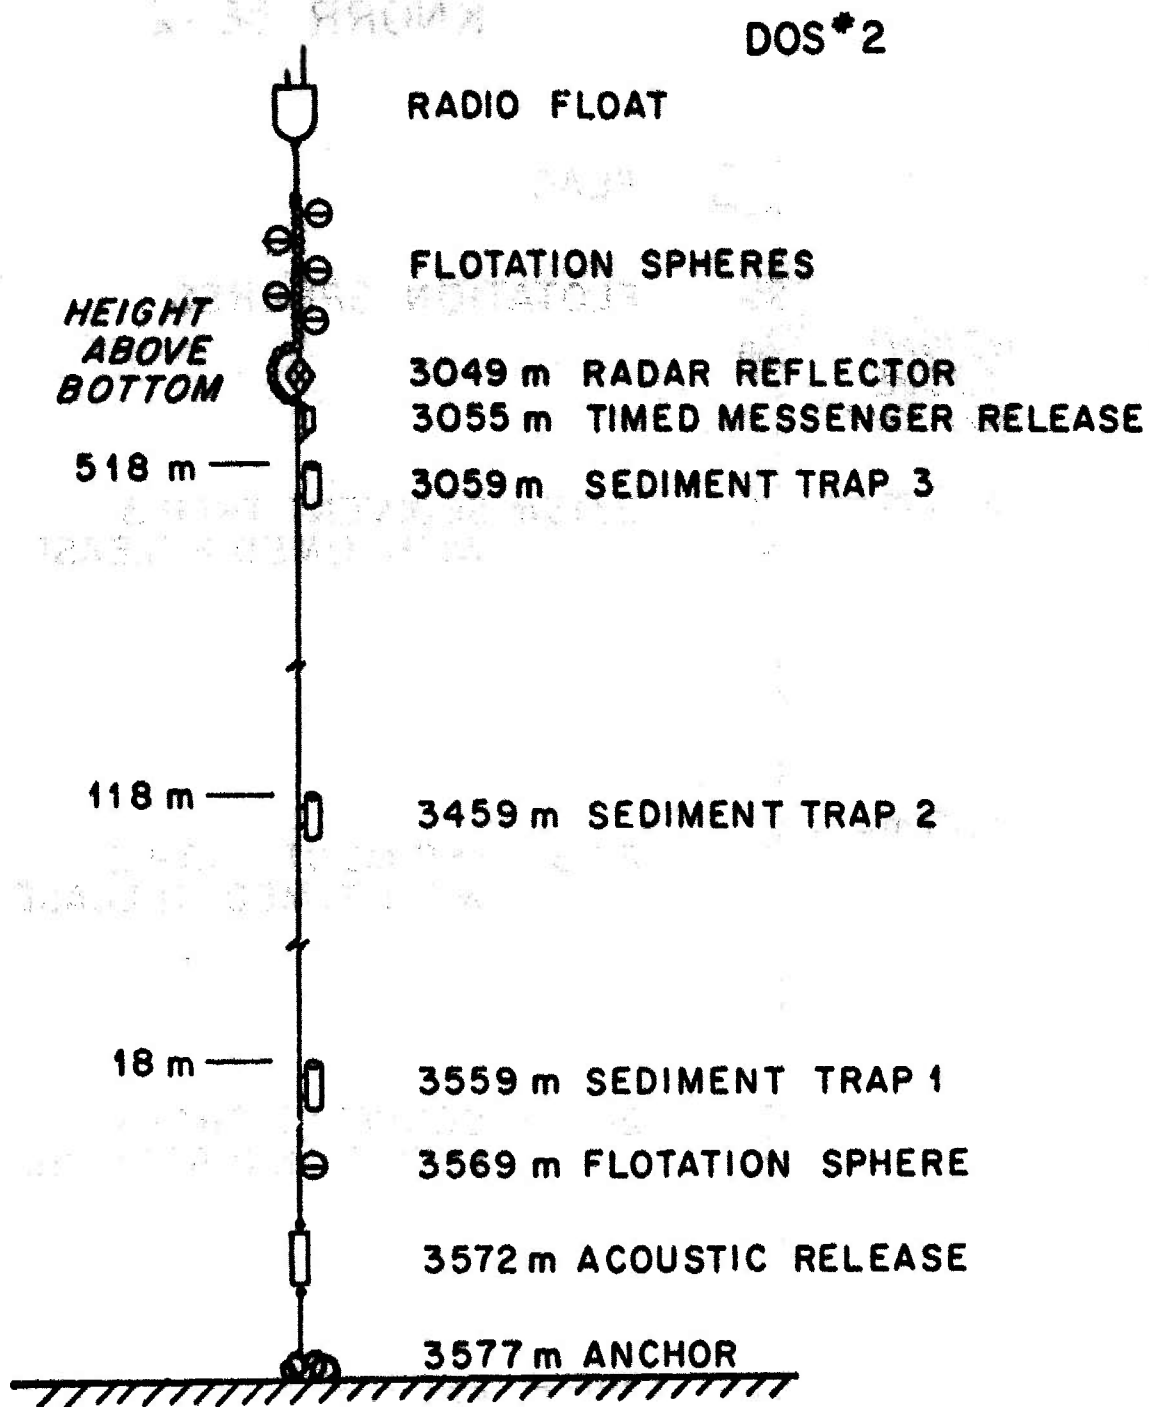 DOS#2
RADIO FLOAT
FLOTATION SPHERES
HEIGHT
ABOVE
BOTTOM
3049 m RADAR REFLECTOR
3055 m TIMED MESSENGER RELEASE
518 m
3059 m SEDIMENT TRAP 3
118 m
3459 m SEDIMENT TRAP 2
18 m
3559 m SEDIMENT TRAP 1
3569 m FLOTATION SPHERE
3572 m ACOUSTIC RELEASE
3577 m ANCHOR